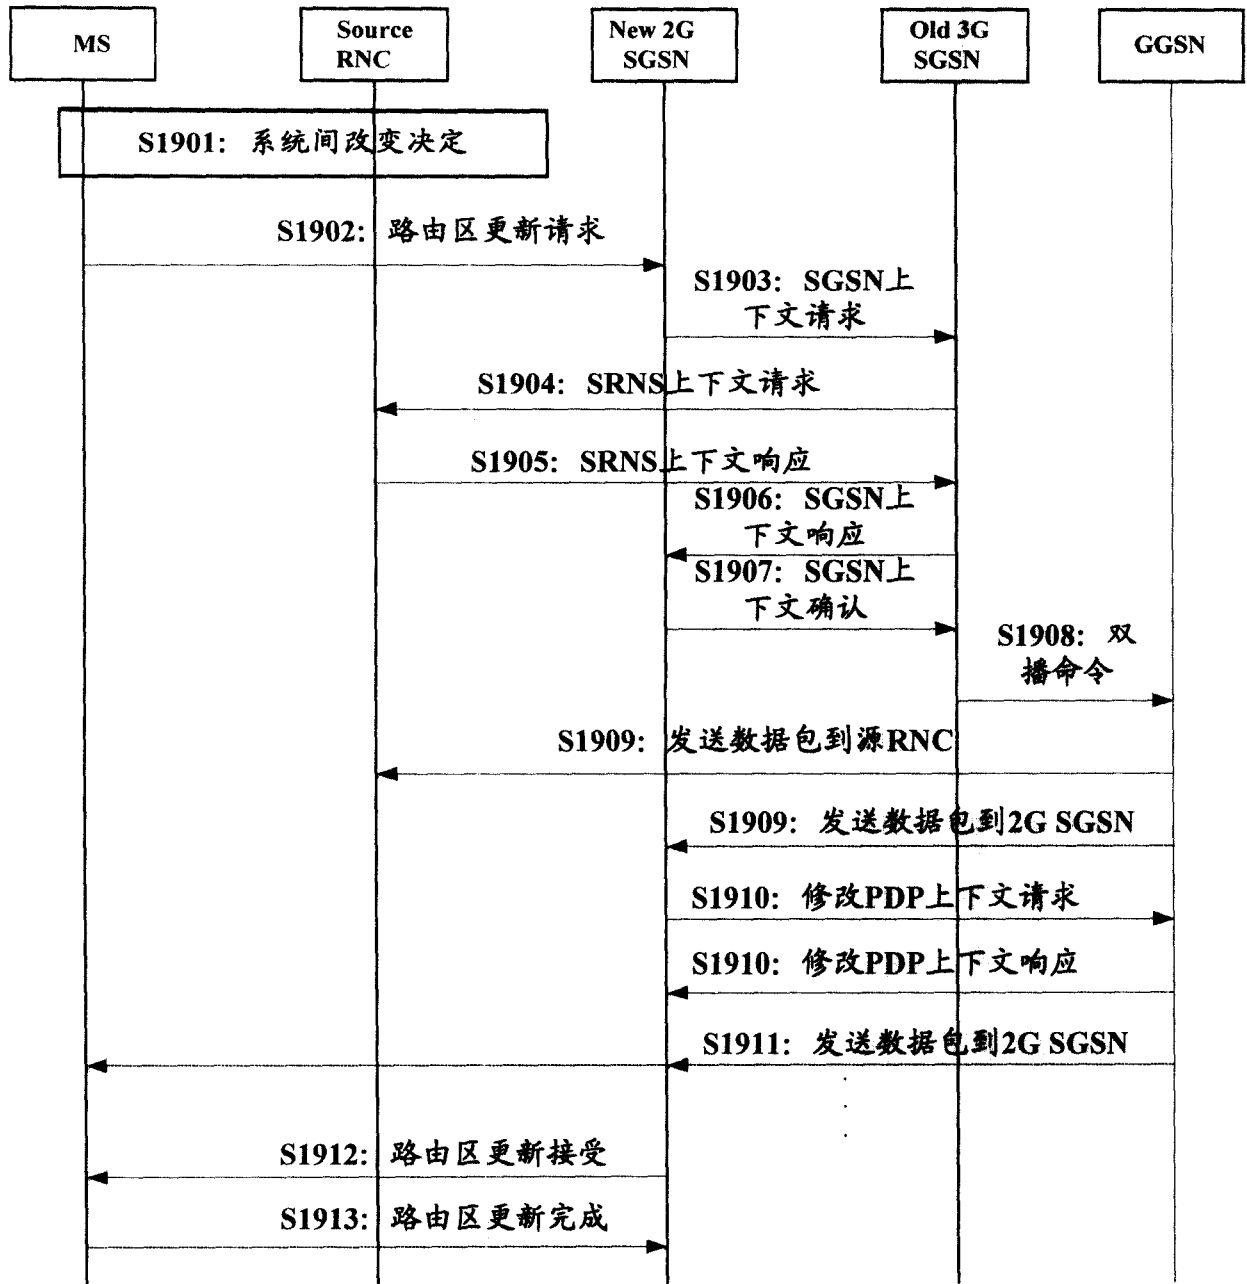 MS
Source
RNC
New 2G
SGSN
Old 3G
SGSN
GGSN
S1901: 系统间改变决定
S1902: 路由区更新请求
S1903: SGSN上
下文请求
S1904: SRNS上下文请求
S1905: SRNS上下文响应
S1906: SGSN上
下文响应
S1907: SGSN上
下文确认
S1908: 双
播命令
S1909: 发送数据包到源RNC
S1909: 发送数据包到2G SGSN
S1910: 修改PDP上下文请求
S1910: 修改PDP上下文响应
S1911: 发送数据包到2G SGSN
S1912: 路由区更新接受
S1913: 路由区更新完成